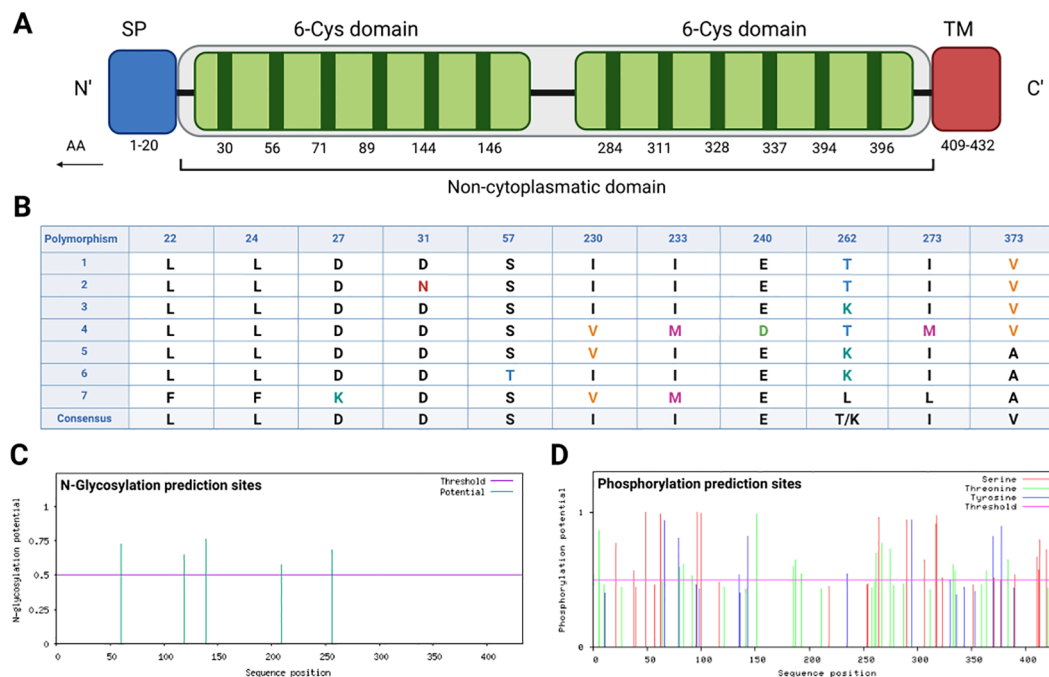 A
SP 6-Cys domain 6-Cys domain TM
N' C'
AA 1-20 30 56 71 89 144 146 284 311 328 337 394 396 409-432
Non-cytoplasmatic domain
B
Polymorphism 22 24 27 31 57 230 233 240 262 273 373
1 L L D D S I I E T I V
2 L L D N S I I E T I V
3 L L D D S I I E K I V
4 L L D D S V M D T M V
5 L L D D S V I E K I A
6 L L D D T I I E K I A
7 F F K D S V M E L L A
Consensus L L D D S I I E T/K I V
C
N-Glycosylation prediction sites
Threshold
Potential
N-glycosylation potential
1
0.75
0.5
0.25
0
0 50 100 150 200 250 300 350 400
Sequence position
D
Phosphorylation prediction sites
Serine
Threonine
Tyrosine
Threshold
Phosphorylation potential
1
0
0 50 100 150 200 250 300 350 400
Sequence position